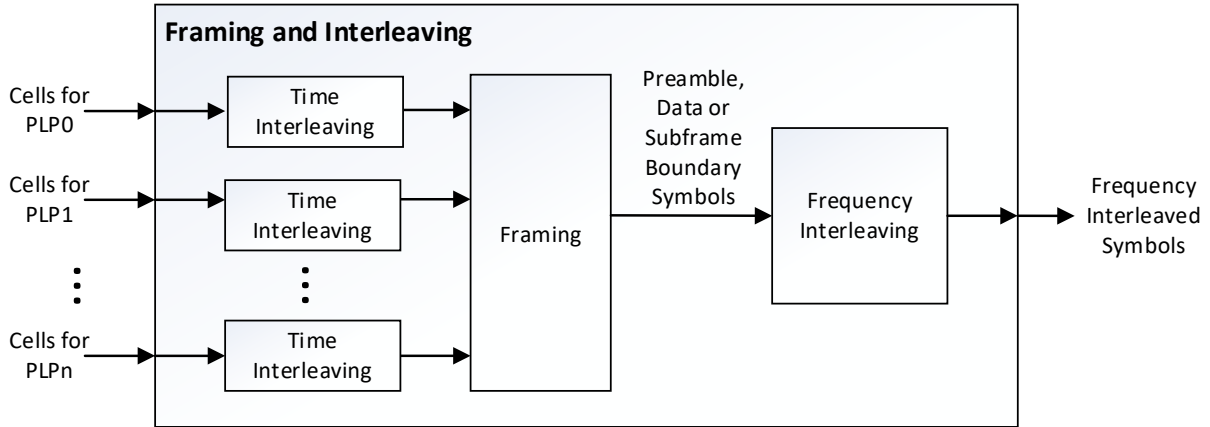 Framing and Interleaving
Cells for
PLP0
Time
Interleaving
Cells for
PLP1
Time
Interleaving
Cells for
PLPn
Time
Interleaving
Framing
Preamble,
Data or
Subframe
Boundary
Symbols
Frequency
Interleaving
Frequency
Interleaved
Symbols